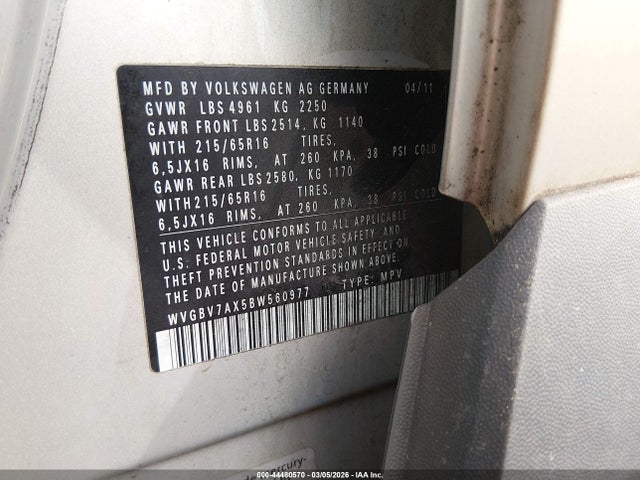 MFD BY VOLKSWAGEN AG GERMANY 04/11
GVWR LBS 4961 KG 2250
GAWR FRONT LBS 2514, KG 1140
WITH 215/65R16 TIRES,
6,5JX16 RIMS, AT 260 KPA, 38 PSI COLD
GAWR REAR LBS 2580, KG 1170
WITH 215/65R16 TIRES,
6,5JX16 RIMS, AT 260 KPA, 38 PSI COLD
THIS VEHICLE CONFORMS TO ALL APPLICABLE
U.S. FEDERAL MOTOR VEHICLE SAFETY AND
THEFT PREVENTION STANDARDS IN EFFECT ON
THE DATE OF MANUFACTURE SHOWN ABOVE.
WVGBV7AX5BW560977 TYPE: MPV
000-44480570 • 03/05/2026 • IAA Inc.